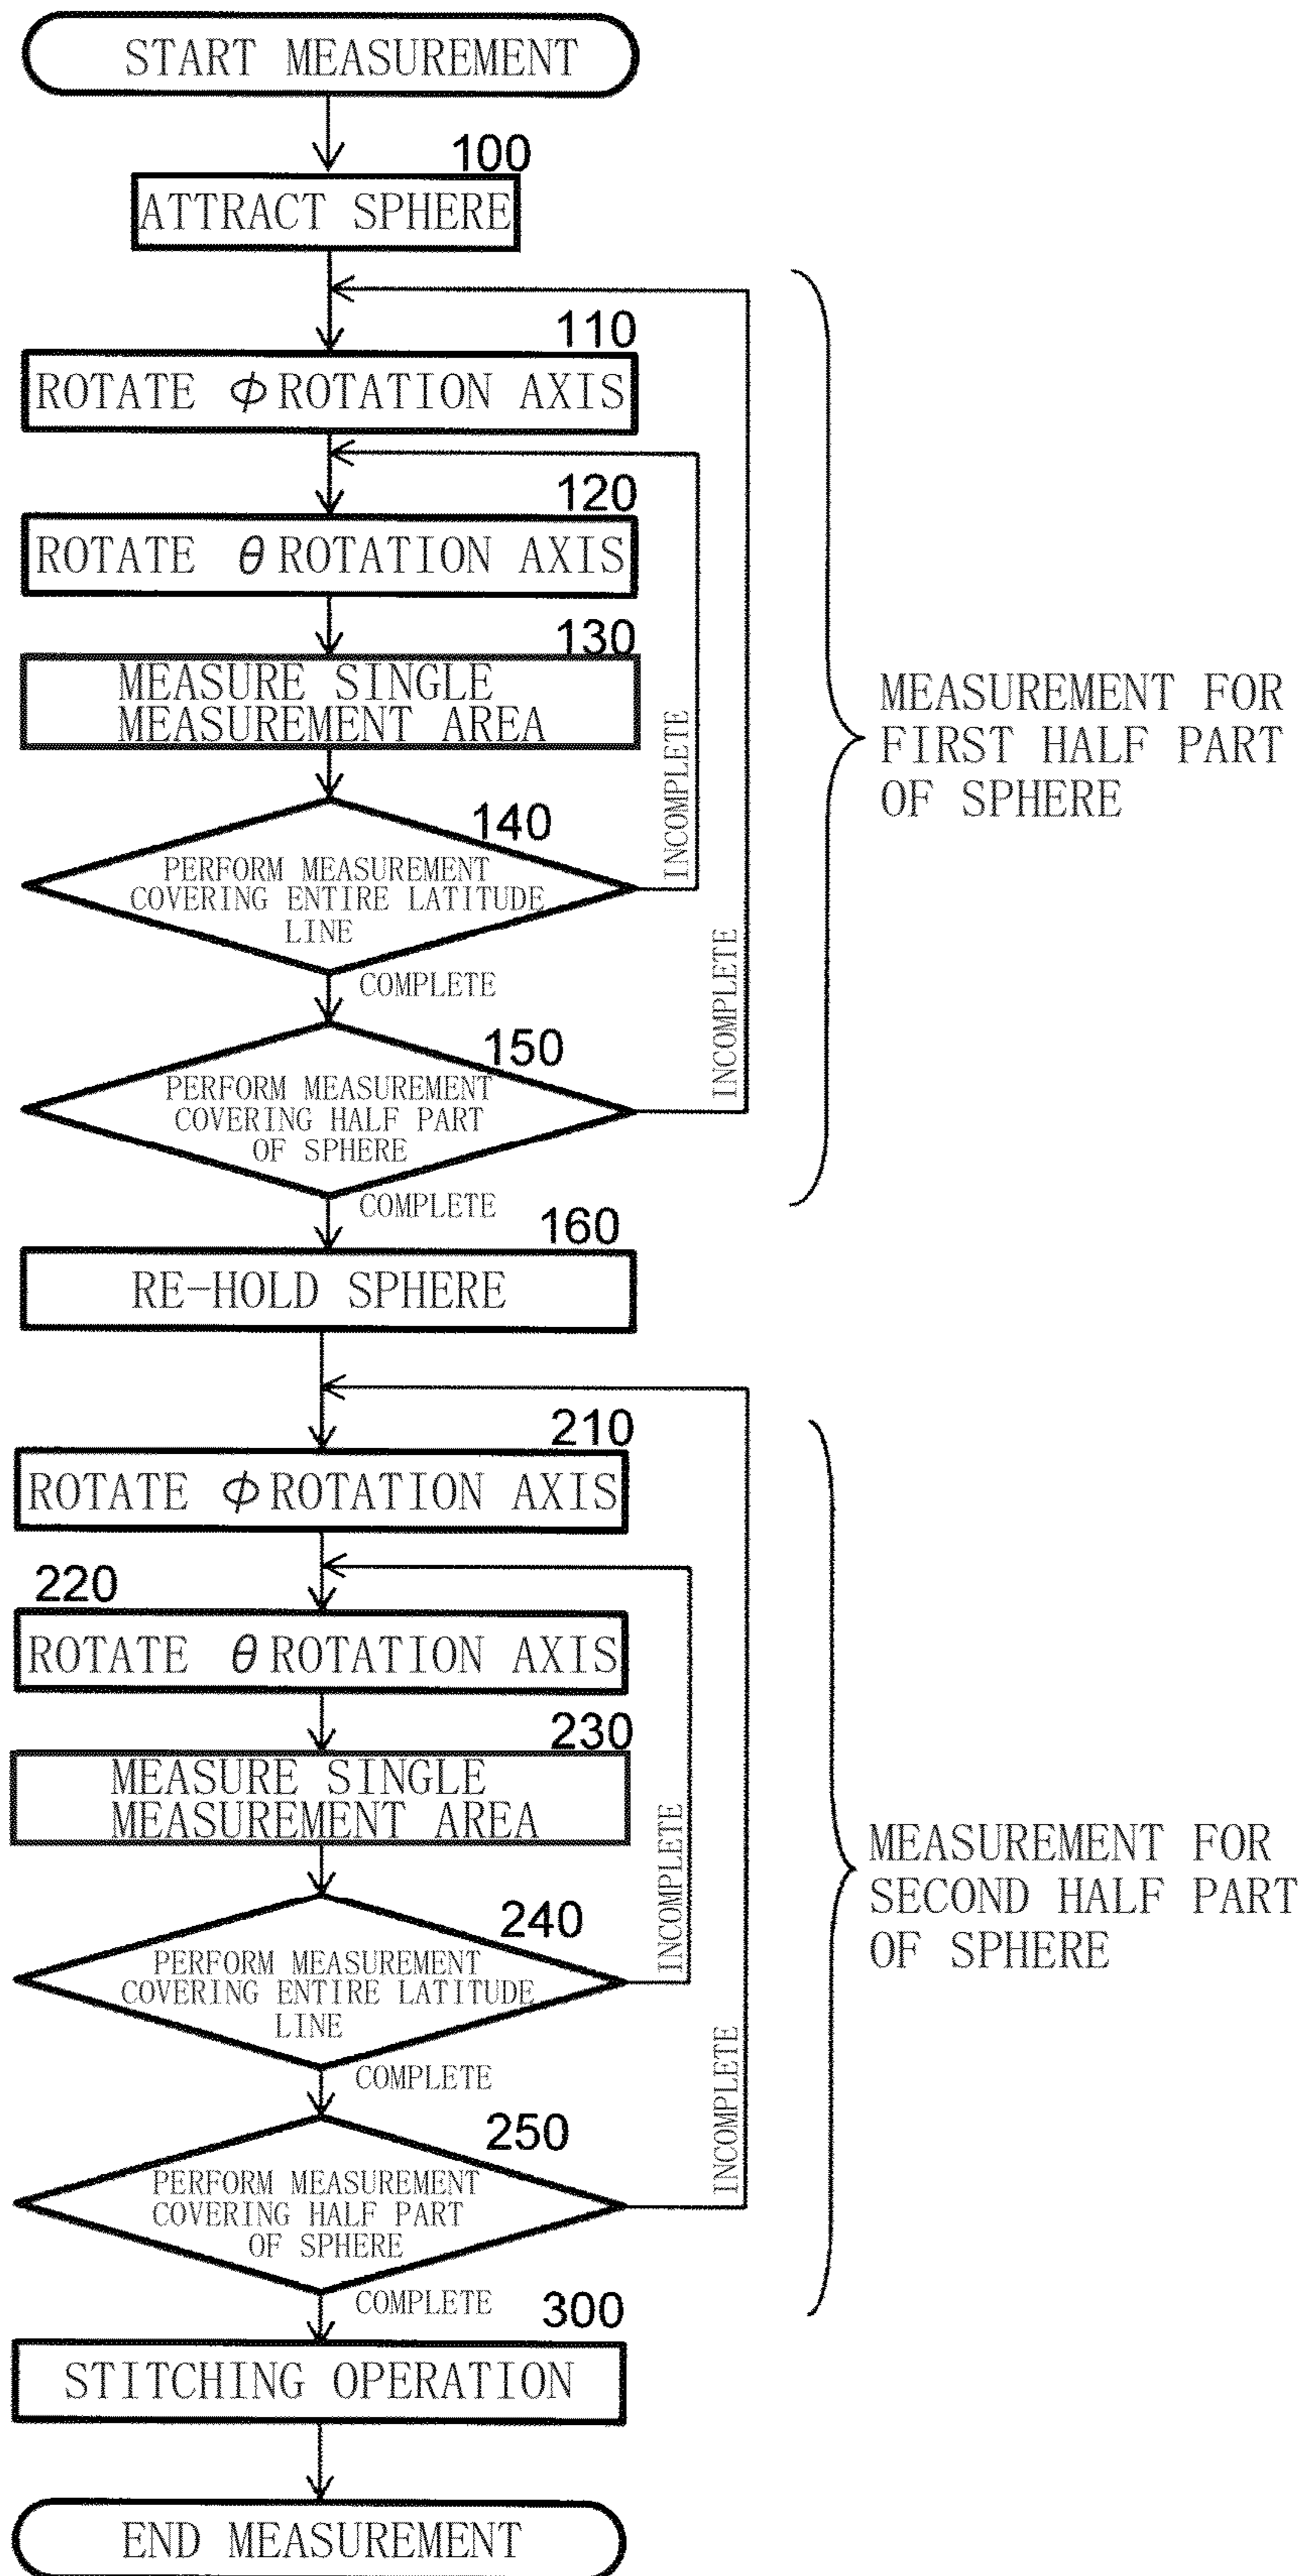 START MEASUREMENT
100
ATTRACT SPHERE
110
ROTATE ϕ ROTATION AXIS
120
ROTATE θ ROTATION AXIS
130
MEASURE SINGLE
MEASUREMENT AREA
INCOMPLETE
140
PERFORM MEASUREMENT
COVERING ENTIRE LATITUDE
LINE
COMPLETE
INCOMPLETE
150
PERFORM MEASUREMENT
COVERING HALF PART
OF SPHERE
COMPLETE
MEASUREMENT FOR
FIRST HALF PART
OF SPHERE
160
RE-HOLD SPHERE
210
ROTATE ϕ ROTATION AXIS
220
ROTATE θ ROTATION AXIS
230
MEASURE SINGLE
MEASUREMENT AREA
INCOMPLETE
240
PERFORM MEASUREMENT
COVERING ENTIRE LATITUDE
LINE
COMPLETE
INCOMPLETE
250
PERFORM MEASUREMENT
COVERING HALF PART
OF SPHERE
COMPLETE
MEASUREMENT FOR
SECOND HALF PART
OF SPHERE
300
STITCHING OPERATION
END MEASUREMENT